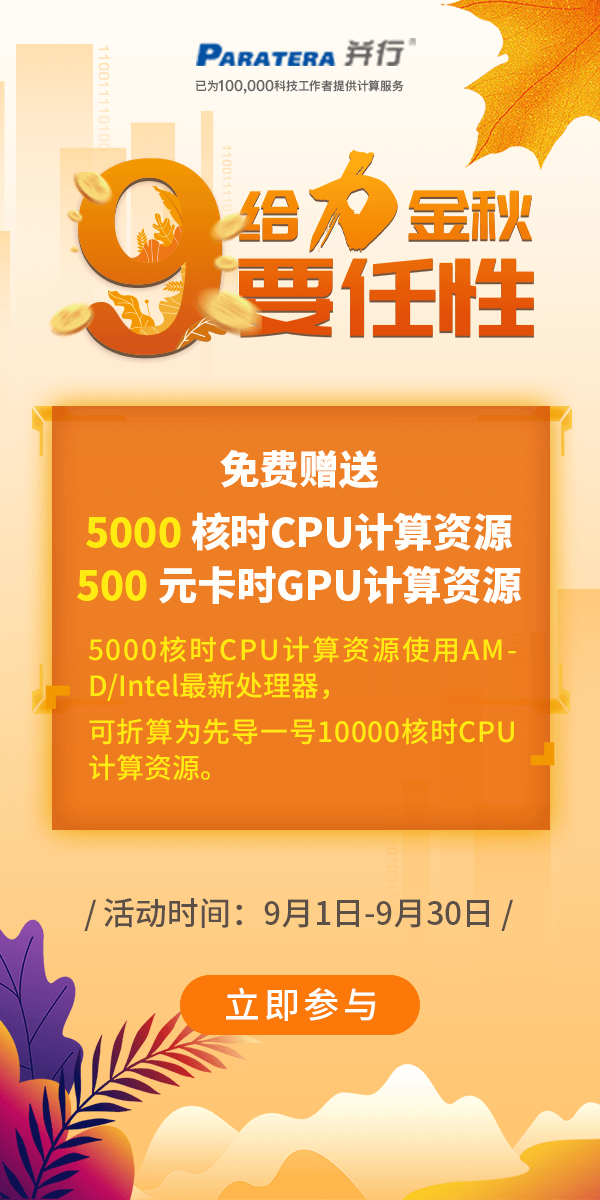 PARATERA 并行
已为100,000科技工作者提供计算服务
9给力金秋
要任性
免费赠送
5000 核时CPU计算资源
500 元卡时GPU计算资源
5000核时CPU计算资源使用AM-
D/Intel最新处理器，
可折算为先导一号10000核时CPU
计算资源。
/ 活动时间：9月1日-9月30日 /
立即参与